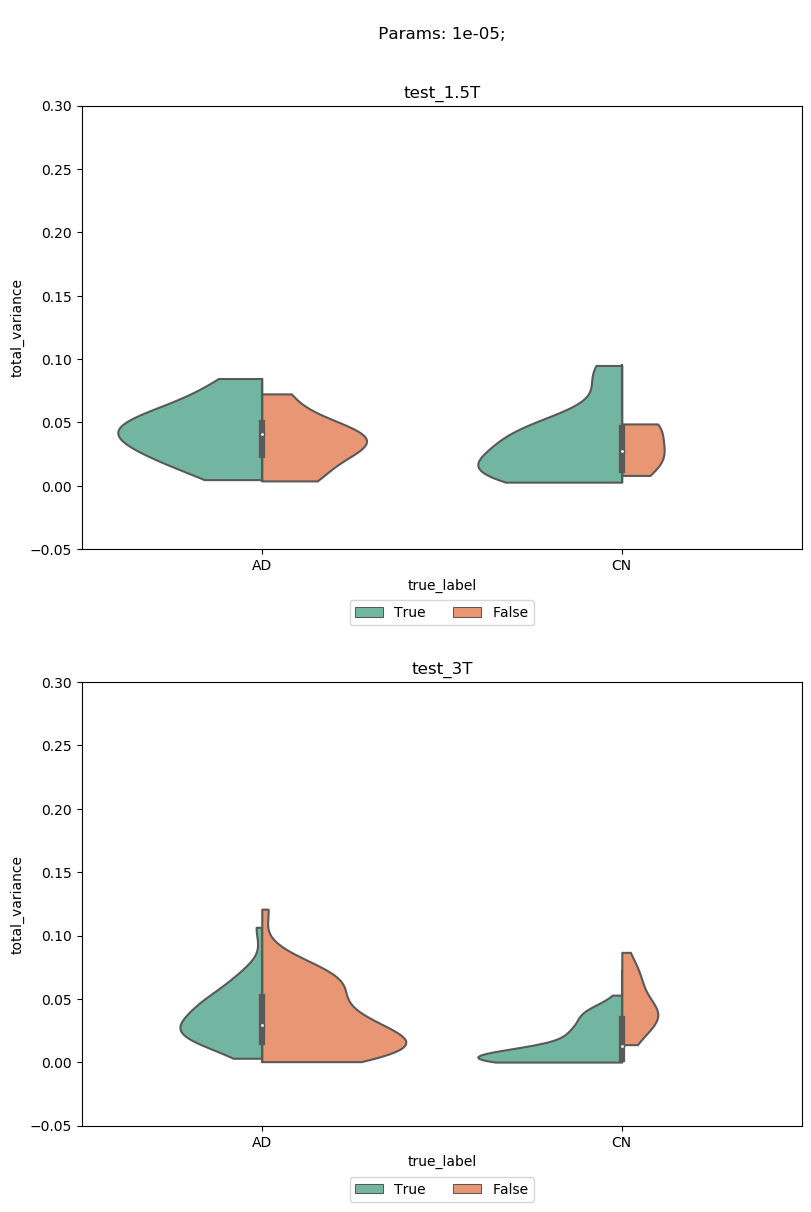 Params: 1e-05;
test_1.5T
0.30
0.25
0.20
0.15
0.10
0.05
0.00
−0.05
total_variance
AD CN
true_label
True False
test_3T
0.30
0.25
0.20
0.15
0.10
0.05
0.00
−0.05
total_variance
AD CN
true_label
True False